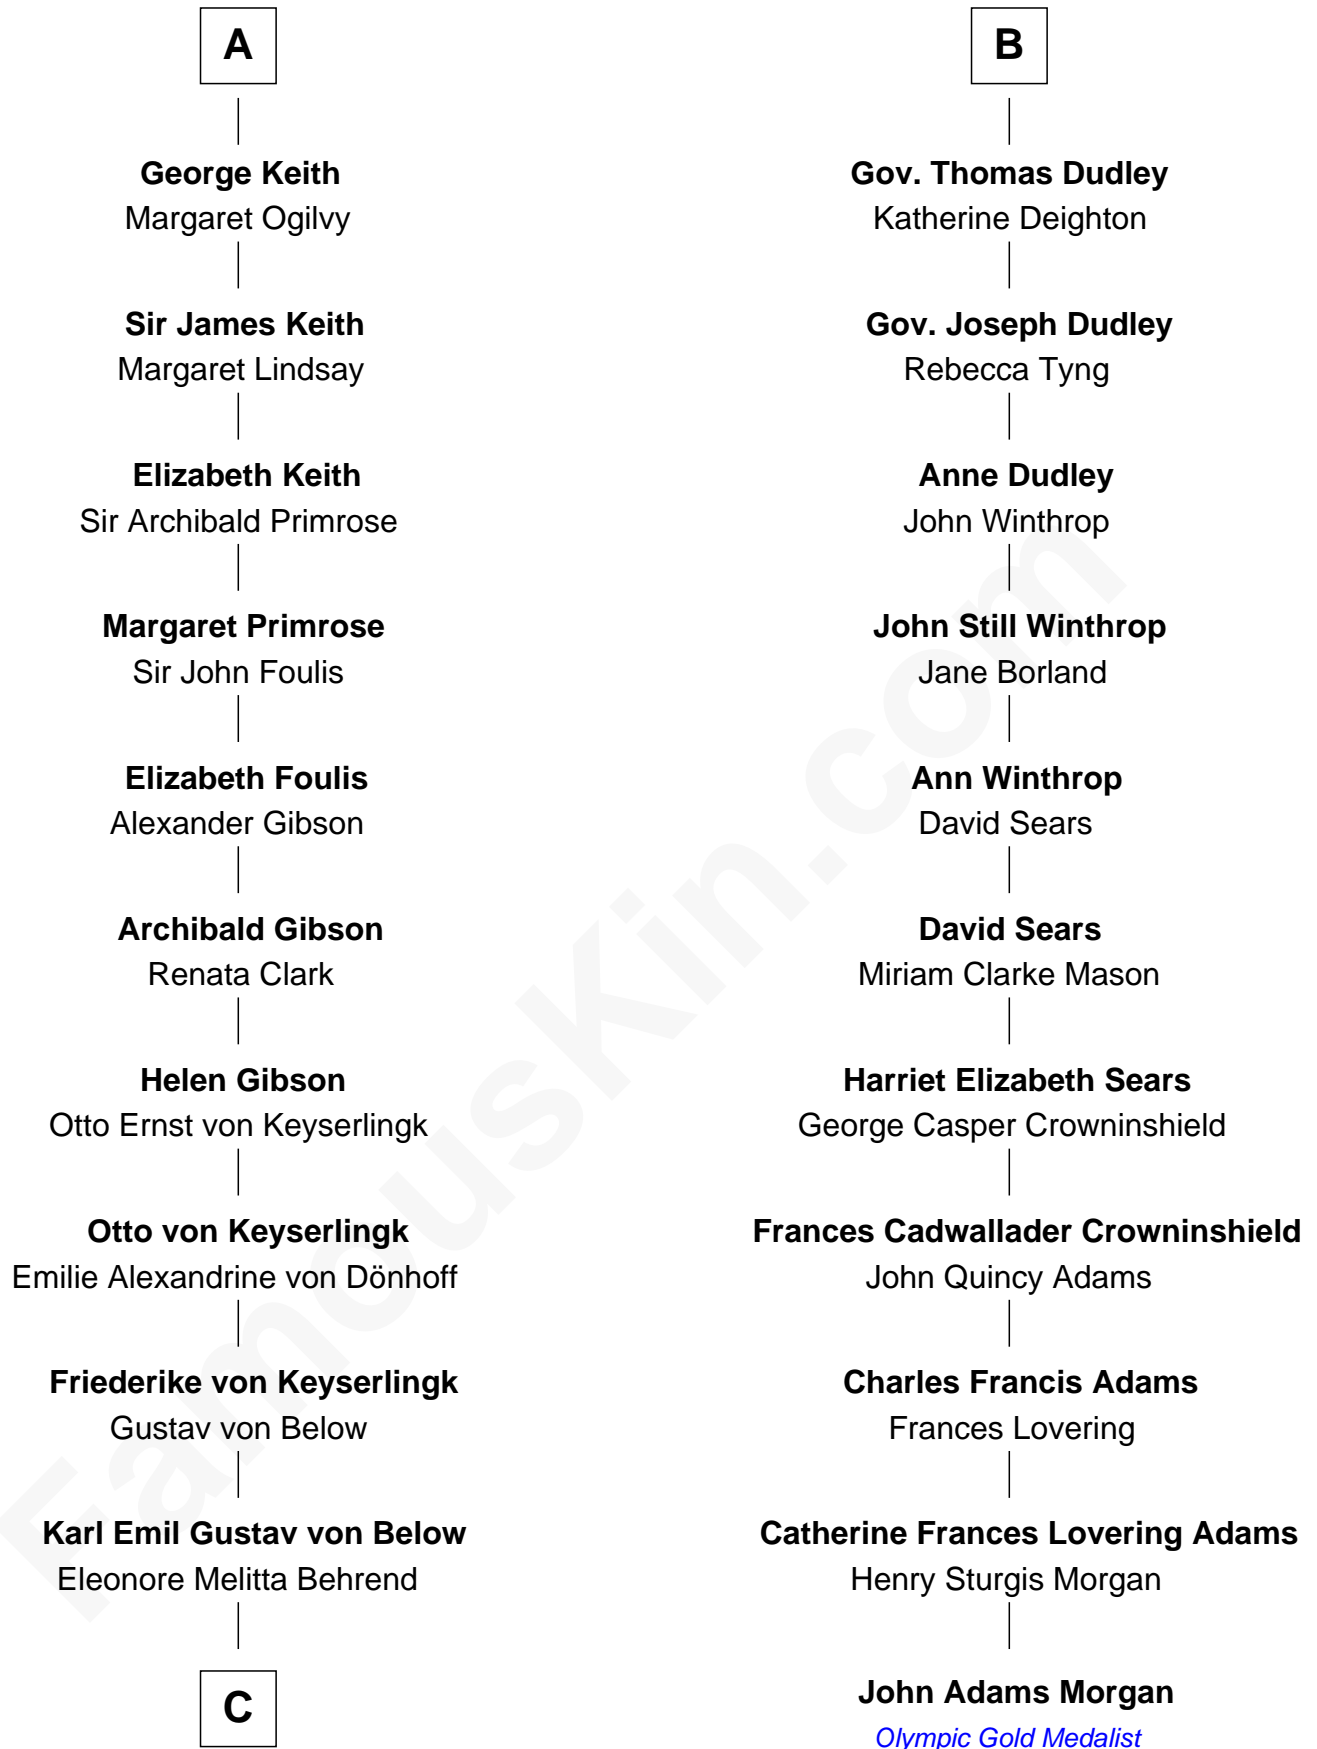 A
George Keith
Margaret Ogilvy
Sir James Keith
Margaret Lindsay
Elizabeth Keith
Sir Archibald Primrose
Margaret Primrose
Sir John Foulis
Elizabeth Foulis
Alexander Gibson
Archibald Gibson
Renata Clark
Helen Gibson
Otto Ernst von Keyserlingk
Otto von Keyserlingk
Emilie Alexandrine von Dönhoff
Friederike von Keyserlingk
Gustav von Below
Karl Emil Gustav von Below
Eleonore Melitta Behrend
C
B
Gov. Thomas Dudley
Katherine Deighton
Gov. Joseph Dudley
Rebecca Tyng
Anne Dudley
John Winthrop
John Still Winthrop
Jane Borland
Ann Winthrop
David Sears
David Sears
Miriam Clarke Mason
Harriet Elizabeth Sears
George Casper Crowninshield
Frances Cadwallader Crowninshield
John Quincy Adams
Charles Francis Adams
Frances Lovering
Catherine Frances Lovering Adams
Henry Sturgis Morgan
John Adams Morgan
Olympic Gold Medalist
FamousKin.com